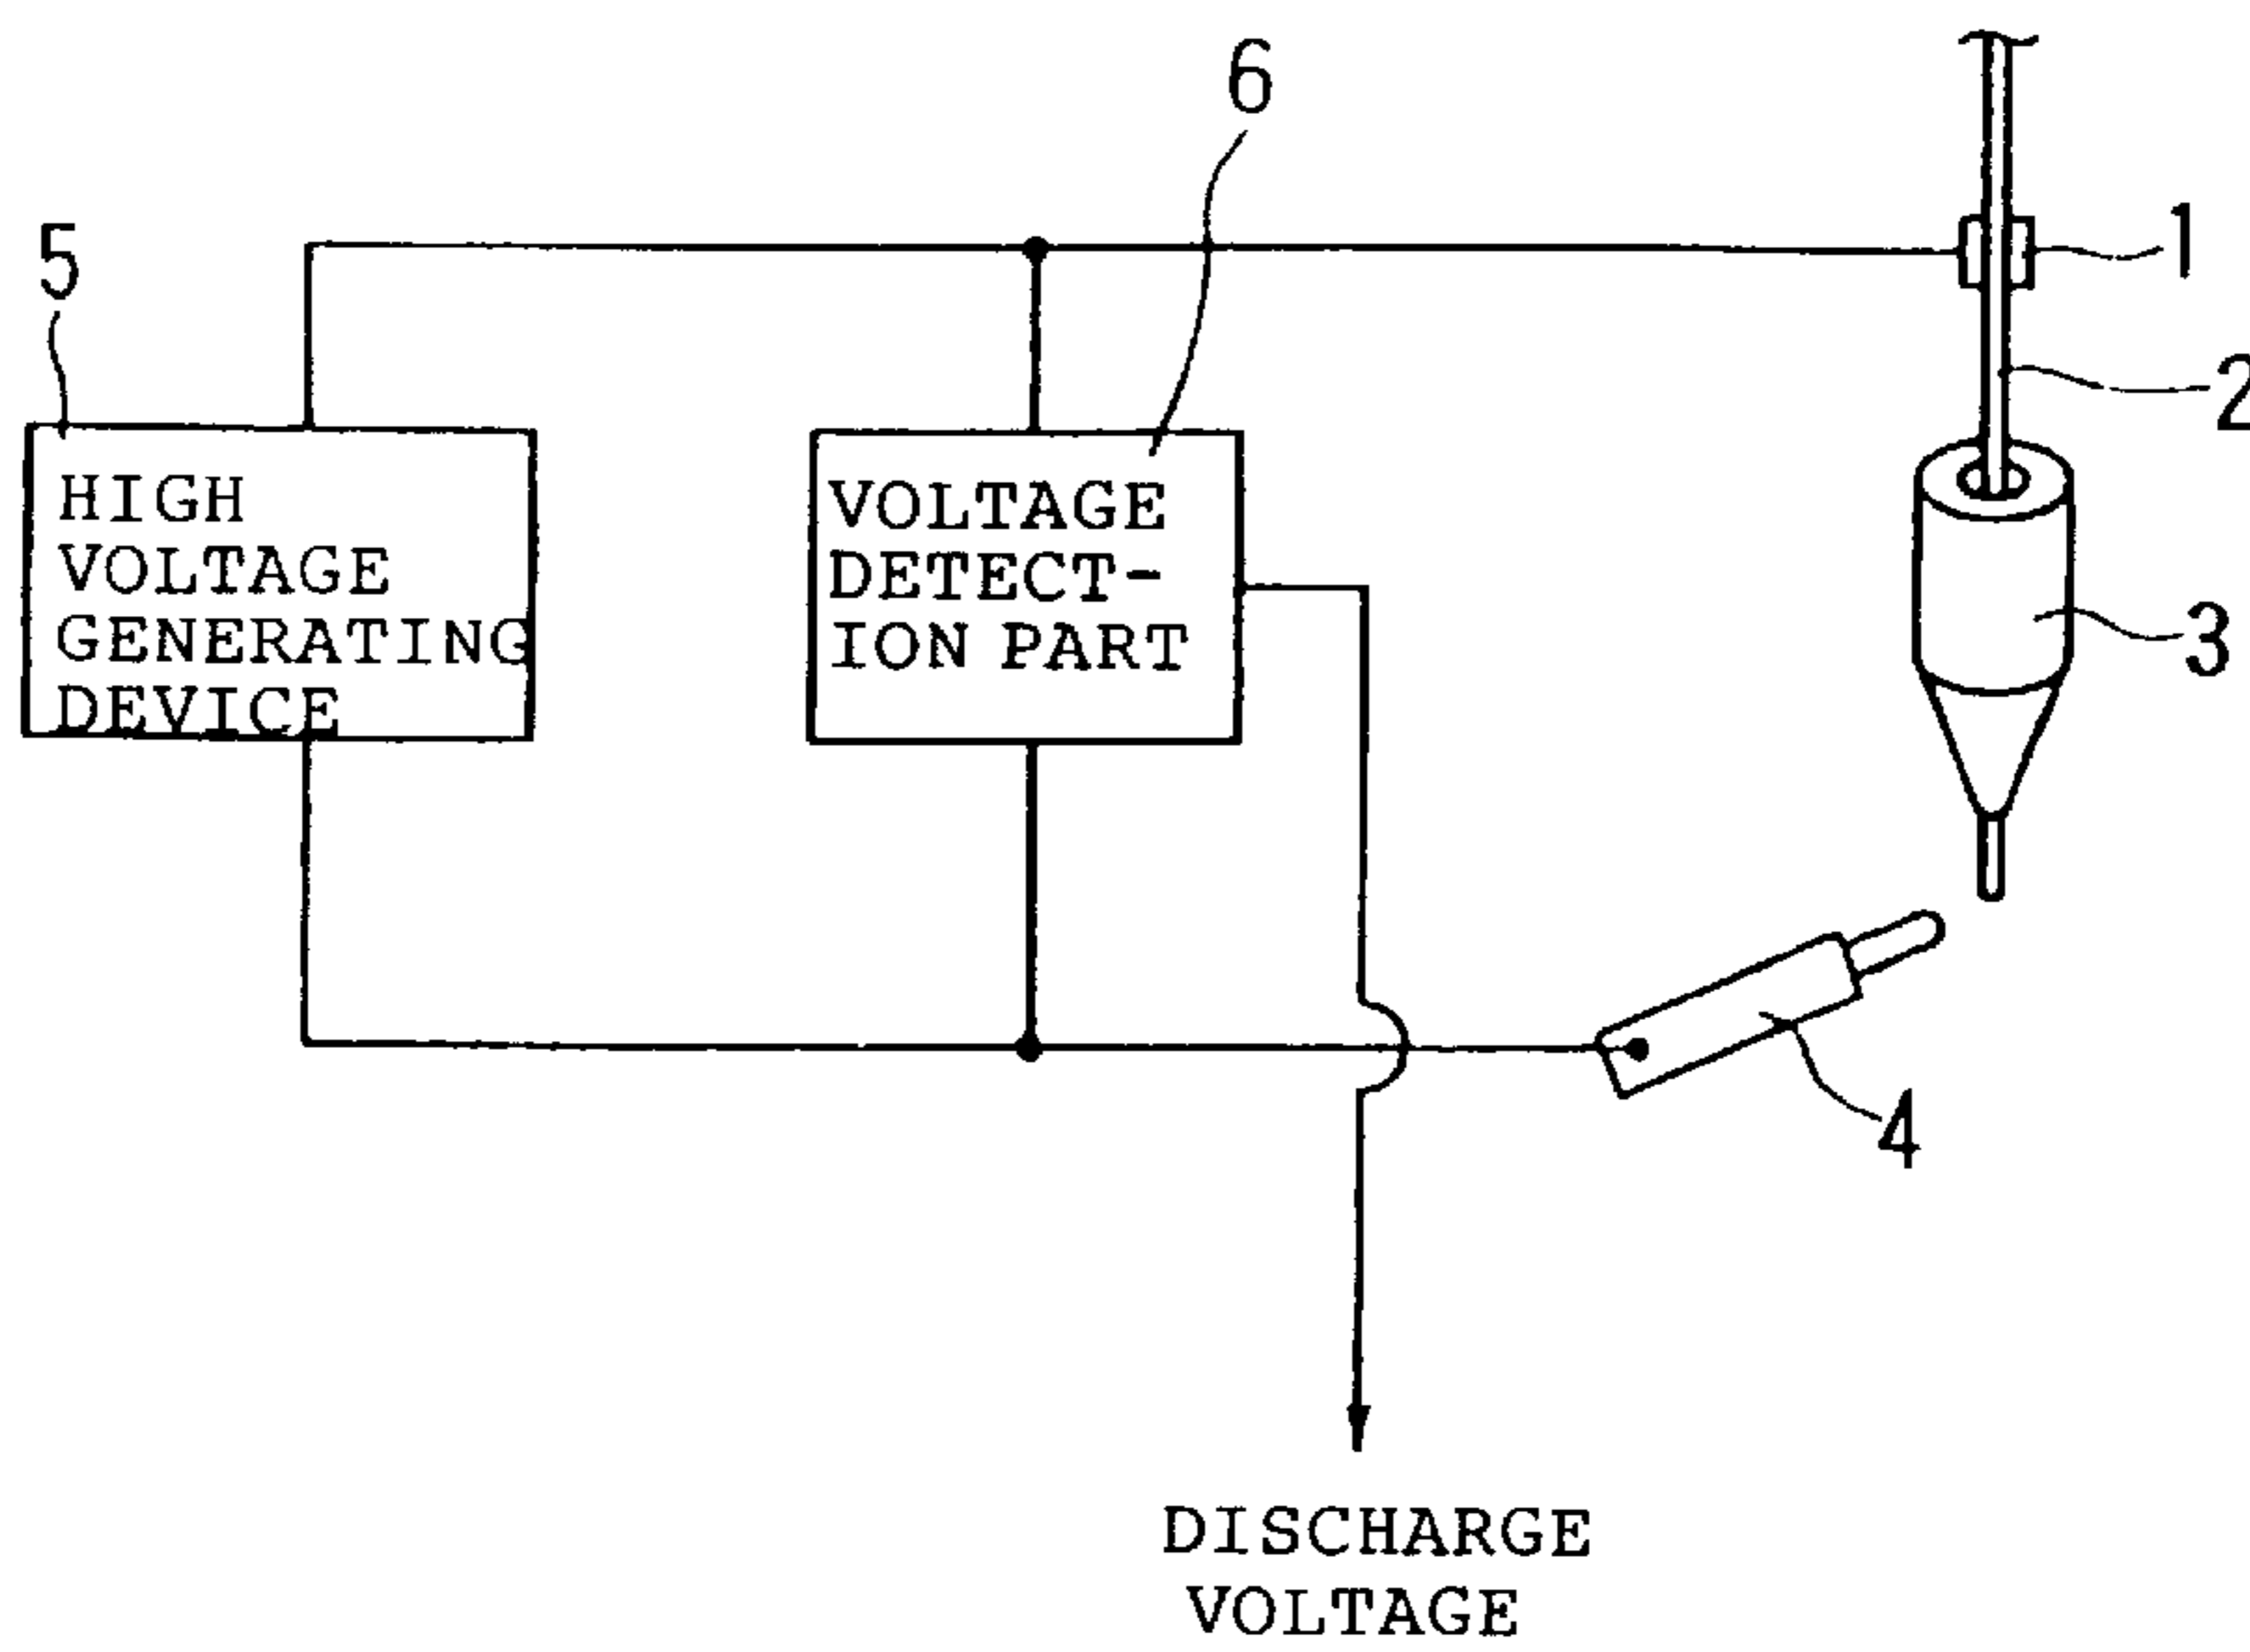 6
1
5
2
HIGH
VOLTAGE
GENERATING
DEVICE
VOLTAGE
DETECT-
ION PART
3
4
DISCHARGE
VOLTAGE